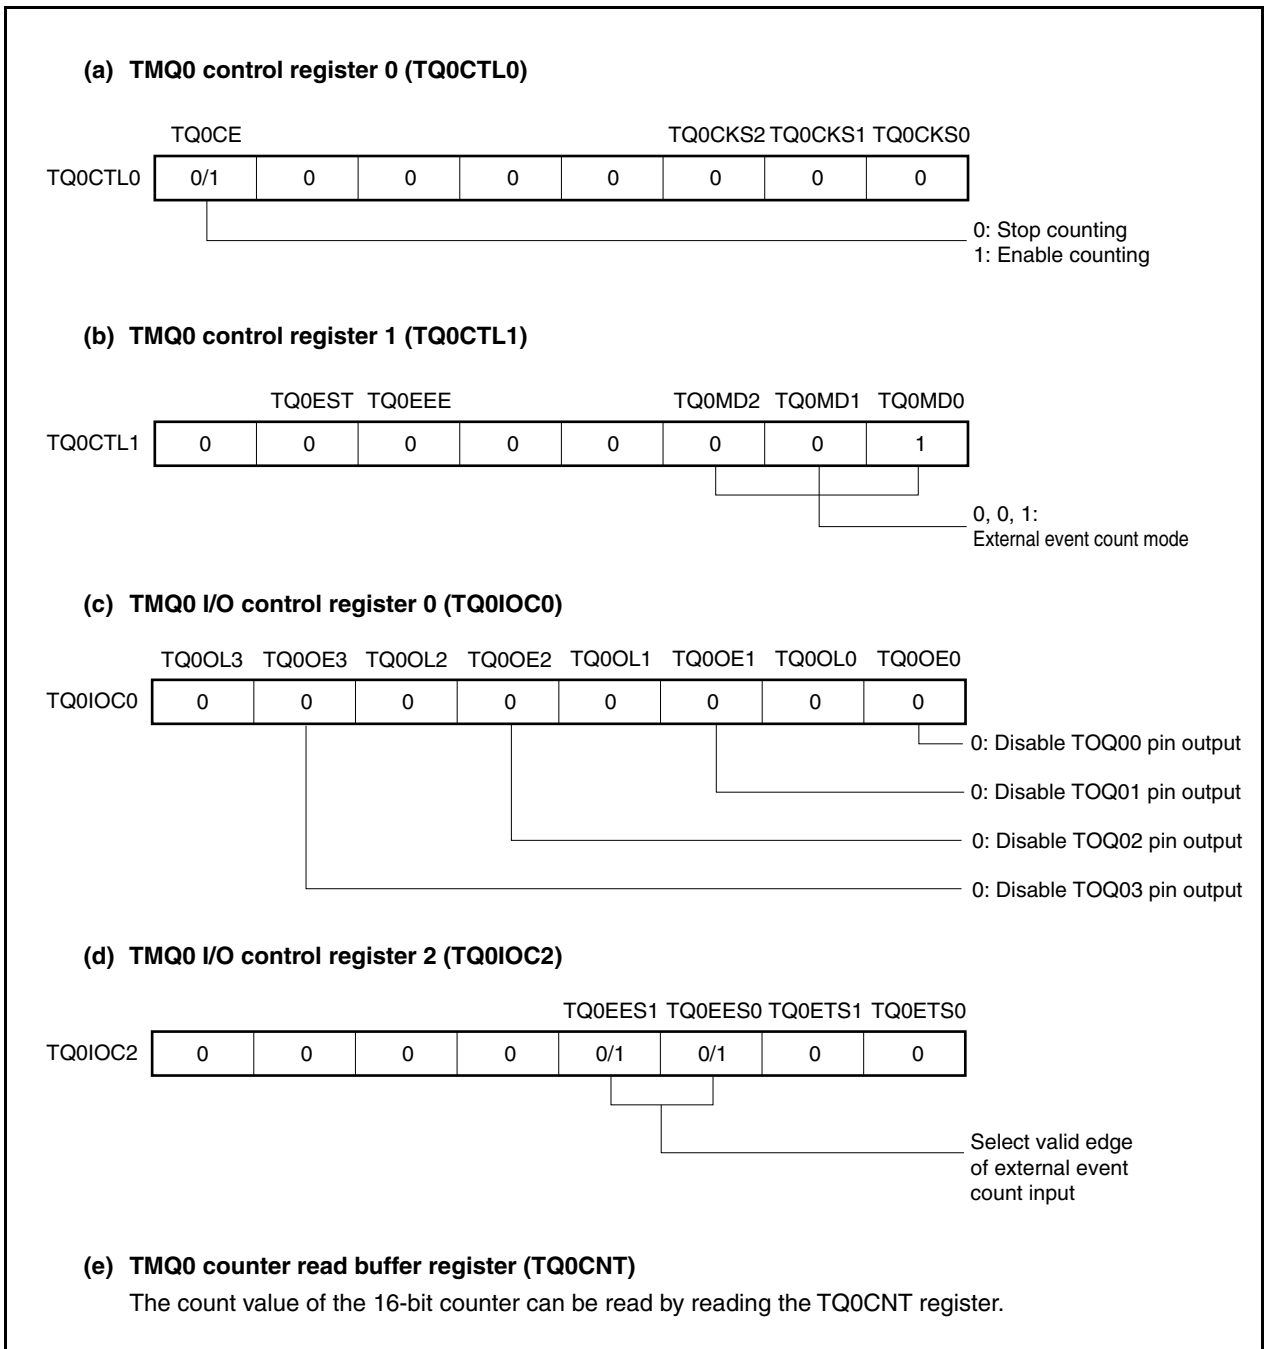 (a) TMQ0 control register 0 (TQ0CTL0)
TQ0CE TQ0CKS2 TQ0CKS1 TQ0CKS0
TQ0CTL0 0/1 0 0 0 0 0 0 0
0: Stop counting
1: Enable counting
(b) TMQ0 control register 1 (TQ0CTL1)
TQ0EST TQ0EEE TQ0MD2 TQ0MD1 TQ0MD0
TQ0CTL1 0 0 0 0 0 0 0 1
0, 0, 1:
External event count mode
(c) TMQ0 I/O control register 0 (TQ0IOC0)
TQ0OL3 TQ0OE3 TQ0OL2 TQ0OE2 TQ0OL1 TQ0OE1 TQ0OL0 TQ0OE0
TQ0IOC0 0 0 0 0 0 0 0 0
0: Disable TOQ00 pin output
0: Disable TOQ01 pin output
0: Disable TOQ02 pin output
0: Disable TOQ03 pin output
(d) TMQ0 I/O control register 2 (TQ0IOC2)
TQ0EES1 TQ0EES0 TQ0ETS1 TQ0ETS0
TQ0IOC2 0 0 0 0 0/1 0/1 0 0
Select valid edge
of external event
count input
(e) TMQ0 counter read buffer register (TQ0CNT)
The count value of the 16-bit counter can be read by reading the TQ0CNT register.